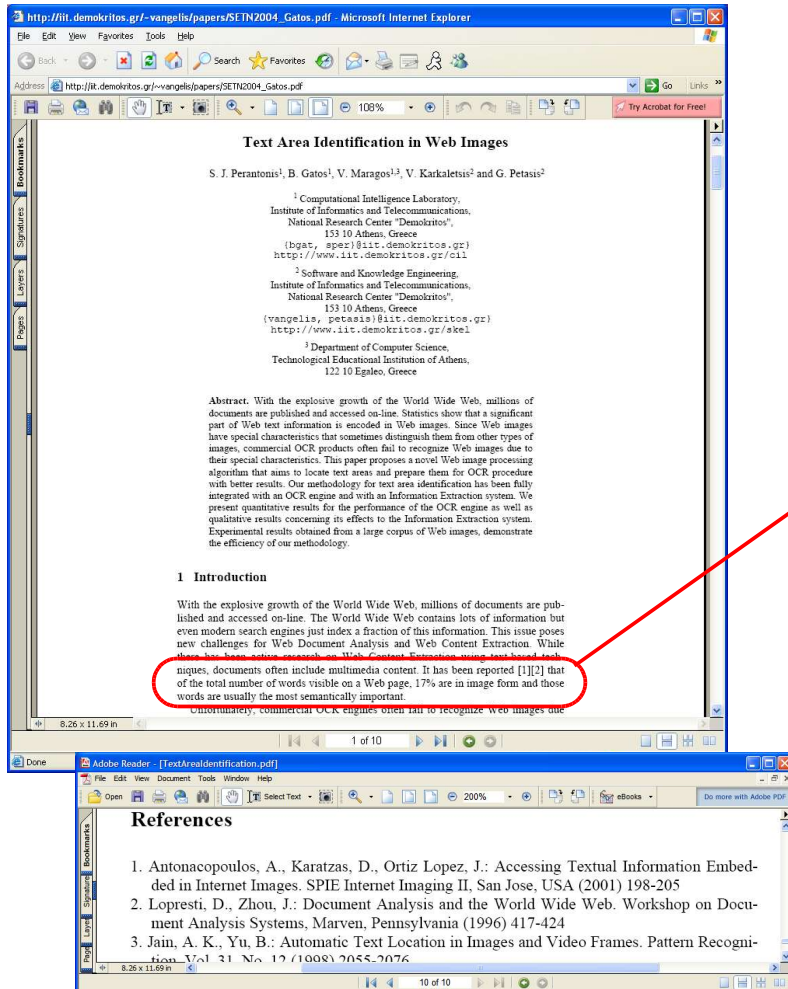 http://iit.demokritos.gr/~vangelis/papers/SETN2004_Gatos.pdf - Microsoft Internet Explorer
File Edit View Favorites Tools Help
Back Search Favorites
Address http://iit.demokritos.gr/~vangelis/papers/SETN2004_Gatos.pdf Go Links »
108% Try Acrobat for Free!
Bookmarks
Signatures
Layers
Pages
Text Area Identification in Web Images
S. J. Perantonis1, B. Gatos1, V. Maragos1,3, V. Karkaletsis2 and G. Petasis2
1 Computational Intelligence Laboratory,
Institute of Informatics and Telecommunications,
National Research Center "Demokritos",
153 10 Athens, Greece
{bgat, sper}@iit.demokritos.gr}
http://www.iit.demokritos.gr/cil
2 Software and Knowledge Engineering,
Institute of Informatics and Telecommunications,
National Research Center "Demokritos",
153 10 Athens, Greece
{vangelis, petasis}@iit.demokritos.gr}
http://www.iit.demokritos.gr/skel
3 Department of Computer Science,
Technological Educational Institution of Athens,
122 10 Egaleo, Greece
Abstract. With the explosive growth of the World Wide Web, millions of
documents are published and accessed on-line. Statistics show that a significant
part of Web text information is encoded in Web images. Since Web images
have special characteristics that sometimes distinguish them from other types of
images, commercial OCR products often fail to recognize Web images due to
their special characteristics. This paper proposes a novel Web image processing
algorithm that aims to locate text areas and prepare them for OCR procedure
with better results. Our methodology for text area identification has been fully
integrated with an OCR engine and with an Information Extraction system. We
present quantitative results for the performance of the OCR engine as well as
qualitative results concerning its effects to the Information Extraction system.
Experimental results obtained from a large corpus of Web images, demonstrate
the efficiency of our methodology.
1 Introduction
With the explosive growth of the World Wide Web, millions of documents are pub-
lished and accessed on-line. The World Wide Web contains lots of information but
even modern search engines just index a fraction of this information. This issue poses
new challenges for Web Document Analysis and Web Content Extraction. While
there has been active research on Web Content Extraction using text-based tech-
niques, documents often include multimedia content. It has been reported [1][2] that
of the total number of words visible on a Web page, 17% are in image form and those
words are usually the most semantically important.
Unfortunately, commercial OCR engines often fail to recognize Web images due
8.26 x 11.69 in
1 of 10
Done
Adobe Reader - [TextAreaIdentification.pdf]
File Edit View Document Tools Window Help
Open Select Text 200% eBooks Do more with Adobe PDF
Bookmarks
Signature
Layer
Page
References
1. Antonacopoulos, A., Karatzas, D., Ortiz Lopez, J.: Accessing Textual Information Embed-
ded in Internet Images. SPIE Internet Imaging II, San Jose, USA (2001) 198-205
2. Lopresti, D., Zhou, J.: Document Analysis and the World Wide Web. Workshop on Docu-
ment Analysis Systems, Marven, Pennsylvania (1996) 417-424
3. Jain, A. K., Yu, B.: Automatic Text Location in Images and Video Frames. Pattern Recogni-
tion, Vol. 31, No. 12 (1998) 2055-2076
8.26 x 11.69 in
10 of 10